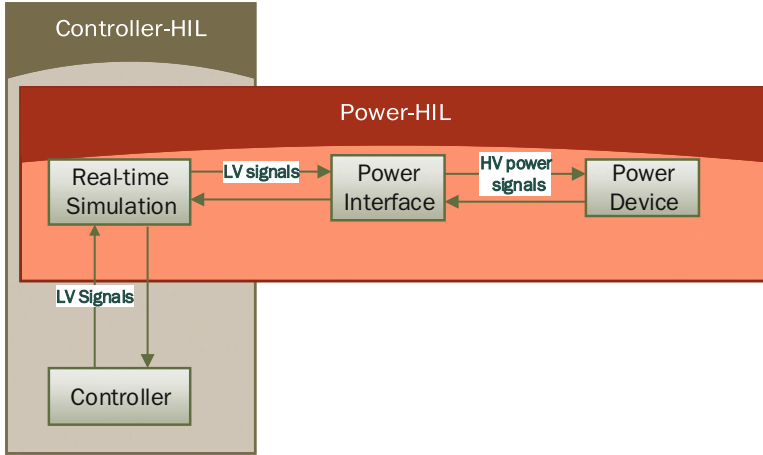 Controller-HIL
Power-HIL
Real-time
Simulation
LV signals
Power
Interface
HV power
signals
Power
Device
LV Signals
Controller